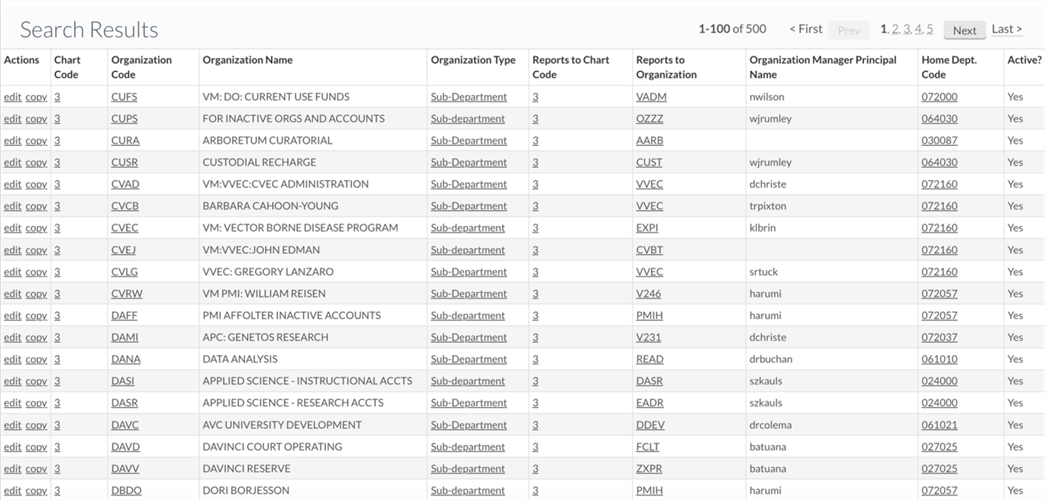 Search Results
1-100 of 500 < First Prev 1, 2, 3, 4, 5 Next Last >
Actions Chart Code Organization Code Organization Name Organization Type Reports to Chart Code Reports to Organization Organization Manager Principal Name Home Dept. Code Active?
edit copy 3 CUFS VM: DO: CURRENT USE FUNDS Sub-Department 3 VADM nwilson 072000 Yes
edit copy 3 CUPS FOR INACTIVE ORGS AND ACCOUNTS Sub-department 3 OZZZ wjrumley 064030 Yes
edit copy 3 CURA ARBORETUM CURATORIAL Sub-Department 3 AARB 030087 Yes
edit copy 3 CUSR CUSTODIAL RECHARGE Sub-Department 3 CUST wjrumley 064030 Yes
edit copy 3 CVAD VM:VVEC:CVEC ADMINISTRATION Sub-Department 3 VVEC dchriste 072160 Yes
edit copy 3 CVCB BARBARA CAHOON-YOUNG Sub-Department 3 VVEC trpixton 072160 Yes
edit copy 3 CVEC VM: VECTOR BORNE DISEASE PROGRAM Sub-department 3 EXPI klbrin 072160 Yes
edit copy 3 CVEJ VM:VVEC:JOHN EDMAN Sub-Department 3 CVBT 072160 Yes
edit copy 3 CVLG VVEC: GREGORY LANZARO Sub-Department 3 VVEC srtuck 072160 Yes
edit copy 3 CVRW VM PMI: WILLIAM REISEN Sub-Department 3 V246 harumi 072057 Yes
edit copy 3 DAFF PMI AFFOLTER INACTIVE ACCOUNTS Sub-Department 3 PMIH harumi 072057 Yes
edit copy 3 DAMI APC: GENETOS RESEARCH Sub-Department 3 V231 dchriste 072037 Yes
edit copy 3 DANA DATA ANALYSIS Sub-Department 3 READ drbuchan 061010 Yes
edit copy 3 DASI APPLIED SCIENCE - INSTRUCTIONAL ACCTS Sub-department 3 DASR szkauls 024000 Yes
edit copy 3 DASR APPLIED SCIENCE - RESEARCH ACCTS Sub-Department 3 EADR szkauls 024000 Yes
edit copy 3 DAVC AVC UNIVERSITY DEVELOPMENT Sub-department 3 DDEV drcolema 061021 Yes
edit copy 3 DAVD DAVINCI COURT OPERATING Sub-department 3 FCLT batuana 027025 Yes
edit copy 3 DAVV DAVINCI RESERVE Sub-department 3 ZXPR batuana 027025 Yes
edit copy 3 DBDO DORI BORJESSON Sub-department 3 PMIH harumi 072057 Yes